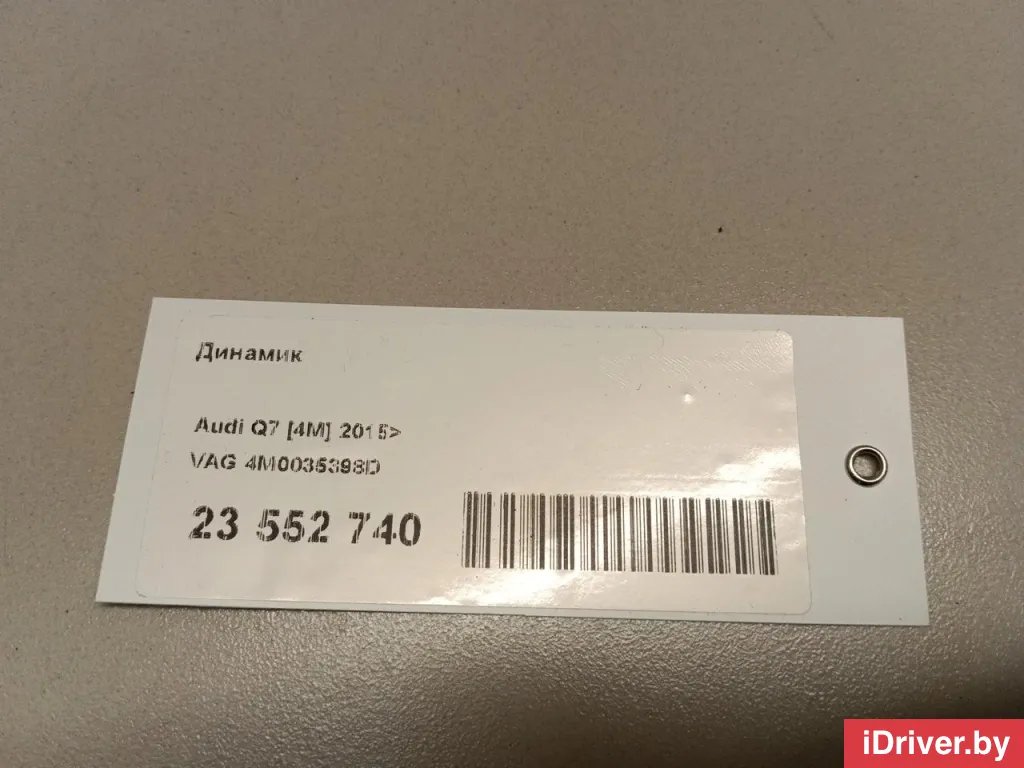 Динамик
Audi Q7 [4M] 2015>
VAG 4M0035398D
23 552 740
iDriver.by